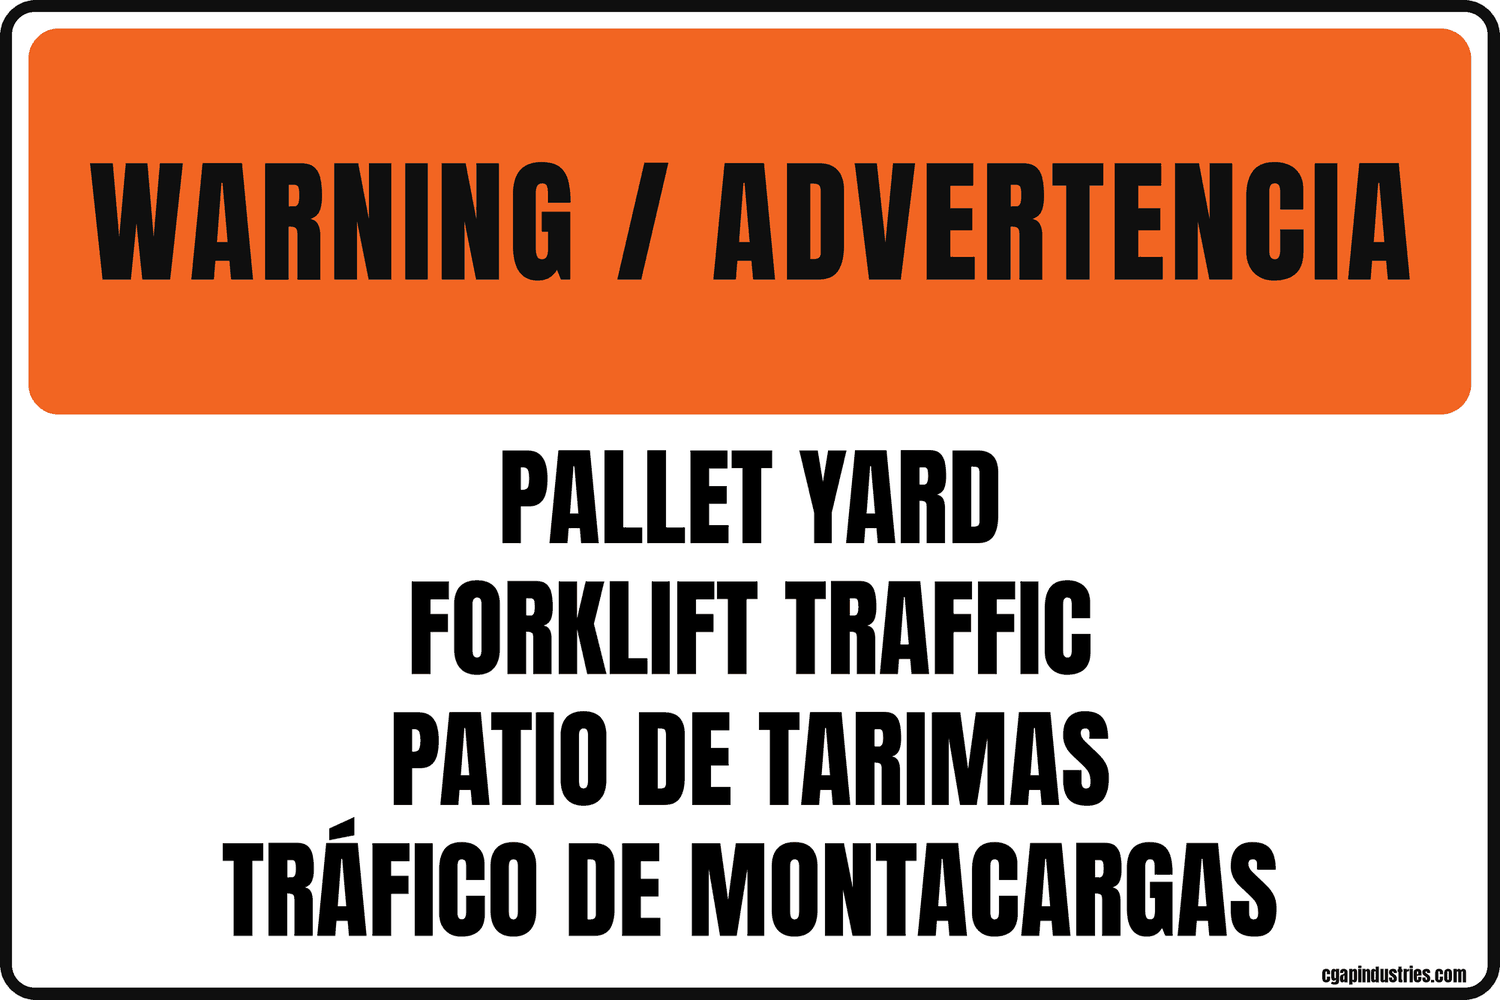 WARNING / ADVERTENCIA
PALLET YARD
FORKLIFT TRAFFIC
PATIO DE TARIMAS
TRÁFICO DE MONTACARGAS
cgapindustries.com